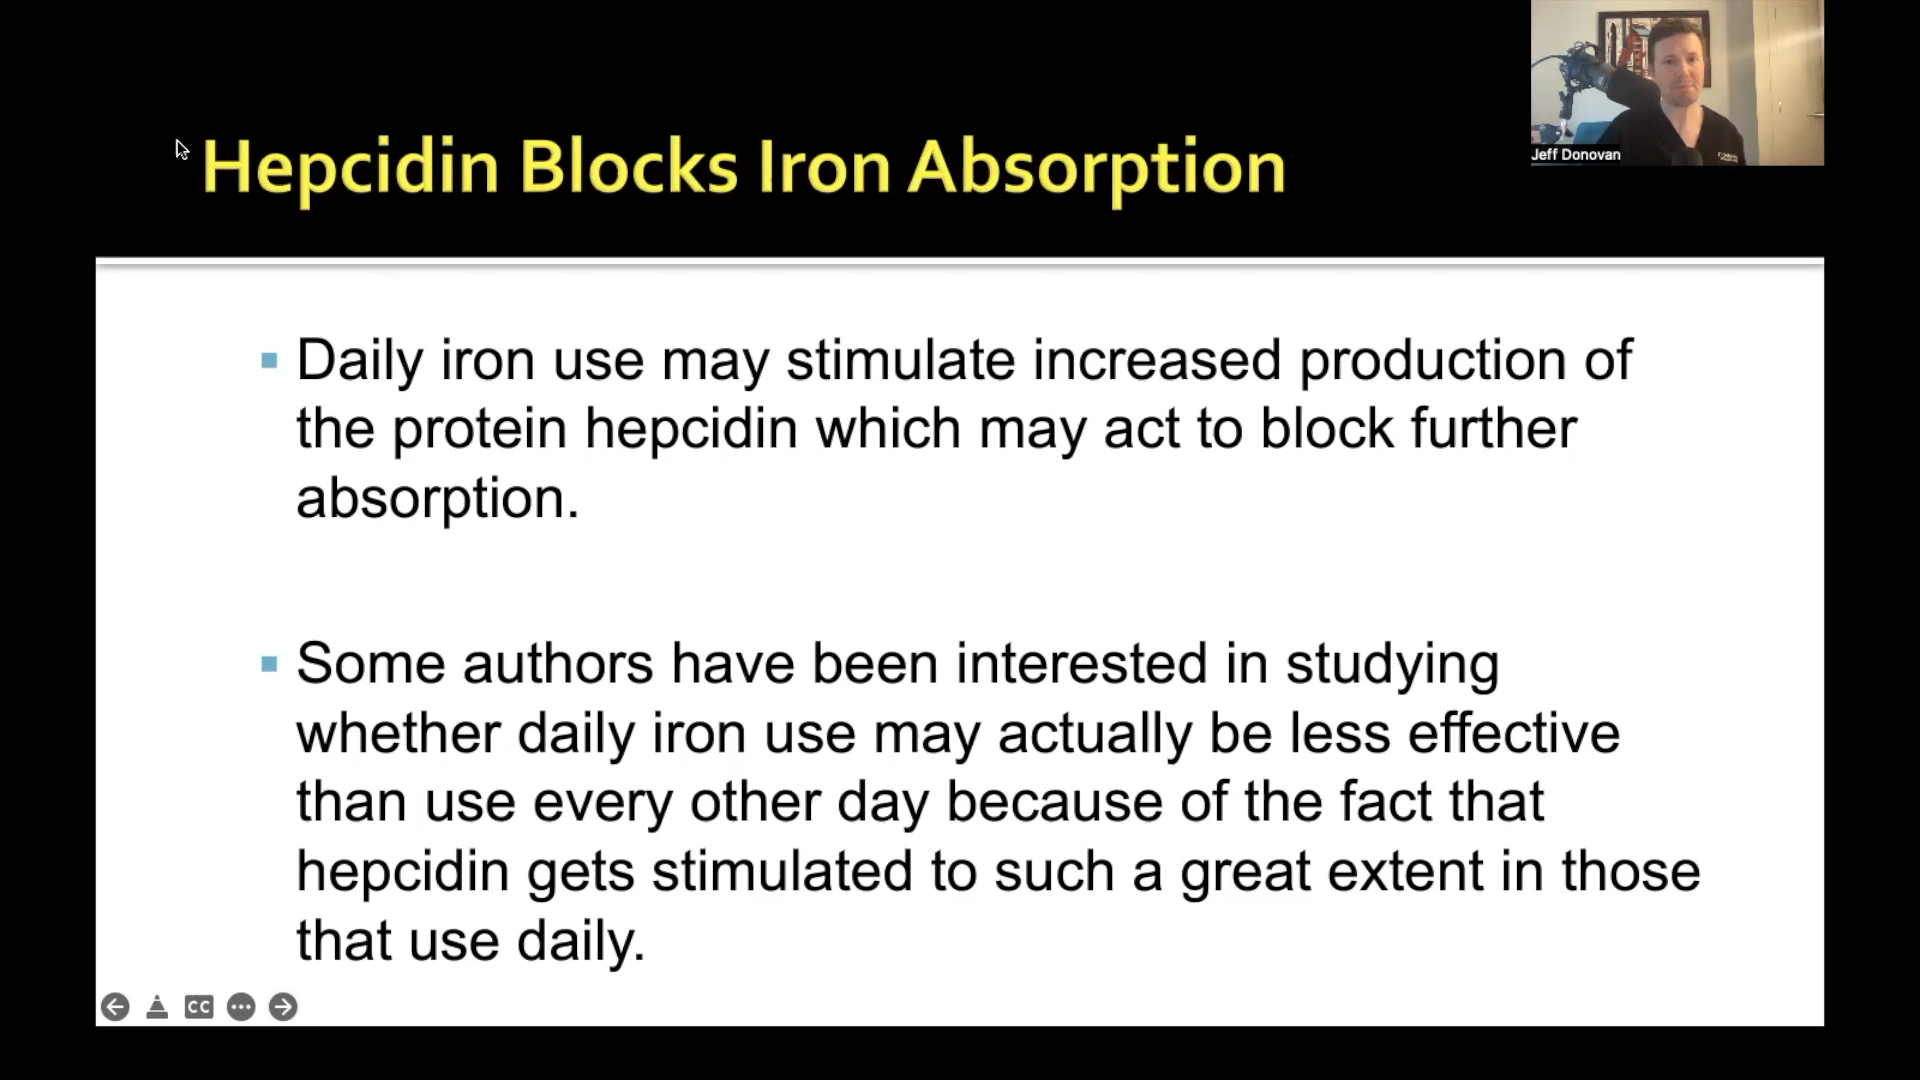 Jeff Donovan
Hepcidin Blocks Iron Absorption
Daily iron use may stimulate increased production of
the protein hepcidin which may act to block further
absorption.
Some authors have been interested in studying
whether daily iron use may actually be less effective
than use every other day because of the fact that
hepcidin gets stimulated to such a great extent in those
that use daily.
CC